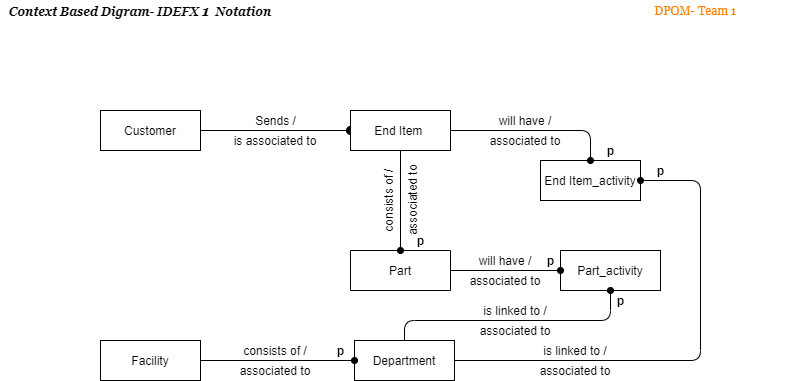 Context Based Digram- IDEFX 1 Notation
DPOM- Team 1
Customer
Sends /
is associated to
End Item
will have /
associated to
p
End Item_activity
p
consists of /
associated to
p
Part
will have /
p
associated to
Part_activity
p
is linked to /
associated to
Facility
consists of /
p
associated to
Department
is linked to /
associated to